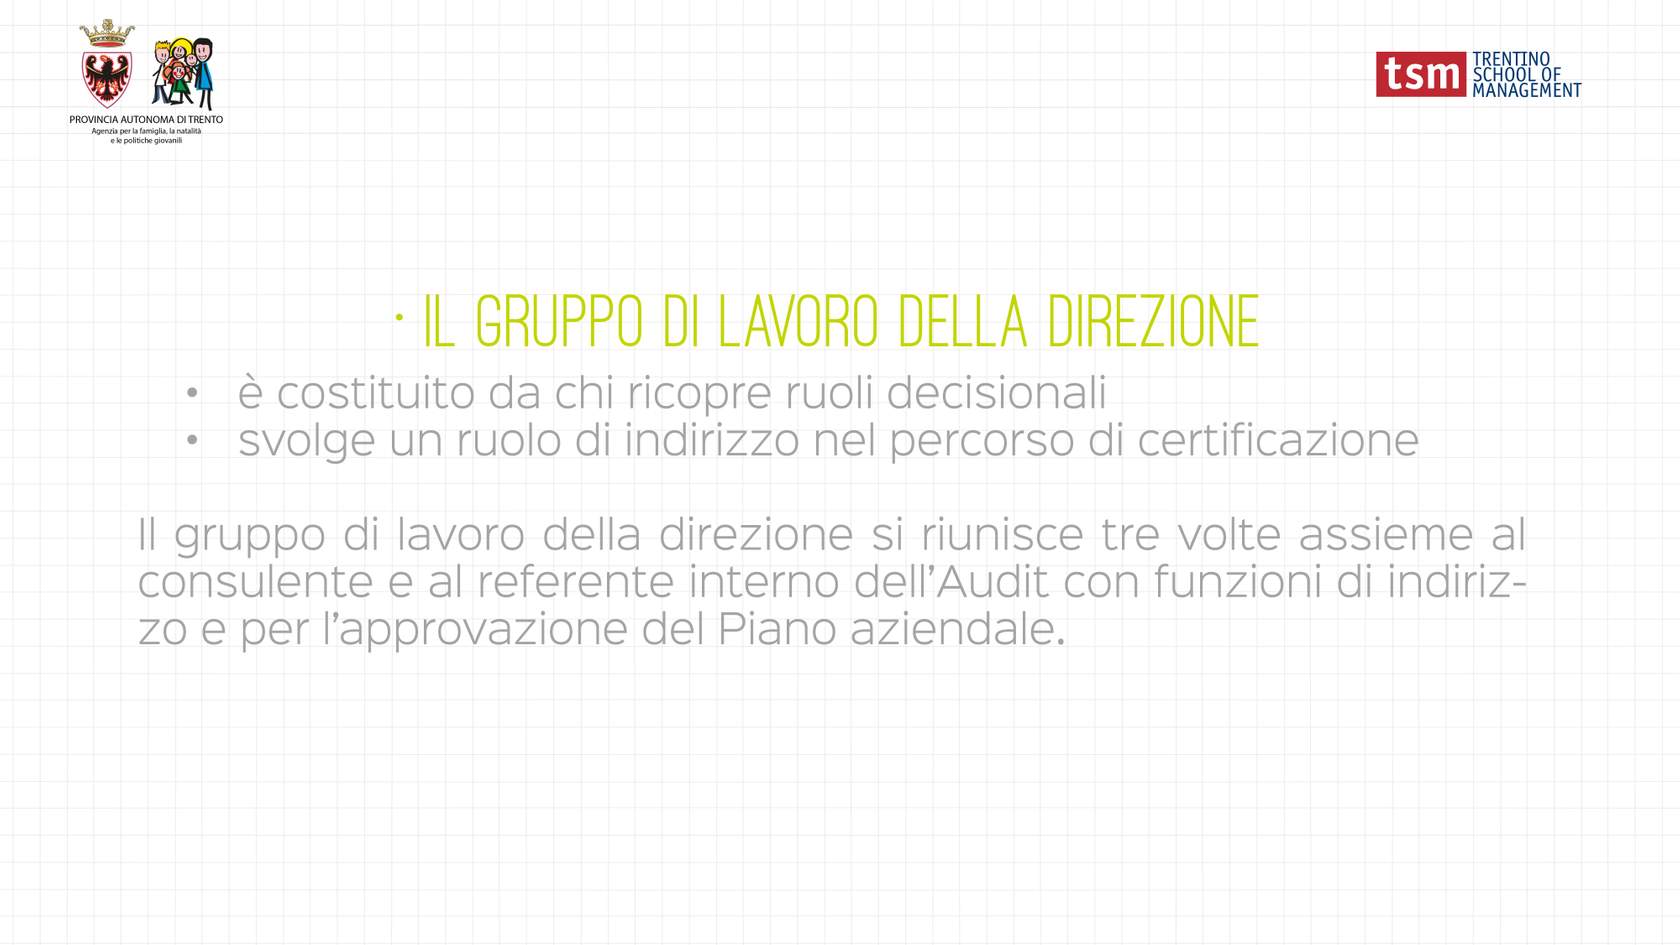 PROVINCIA AUTONOMA DI TRENTO
Agenzia per la famiglia, la natalità
e le politiche giovanili
tsm TRENTINO
SCHOOL OF
MANAGEMENT
· IL GRUPPO DI LAVORO DELLA DIREZIONE
• è costituito da chi ricopre ruoli decisionali
• svolge un ruolo di indirizzo nel percorso di certificazione
Il gruppo di lavoro della direzione si riunisce tre volte assieme al
consulente e al referente interno dell’Audit con funzioni di indiriz-
zo e per l’approvazione del Piano aziendale.